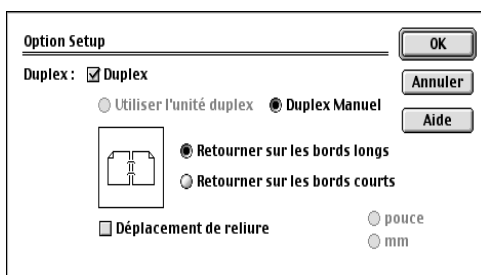 Option Setup
OK
Duplex : Duplex
Annuler
Utiliser l'unité duplex Duplex Manuel
Aide
Retourner sur les bords longs
Retourner sur les bords courts
Déplacement de reliure
pouce
mm